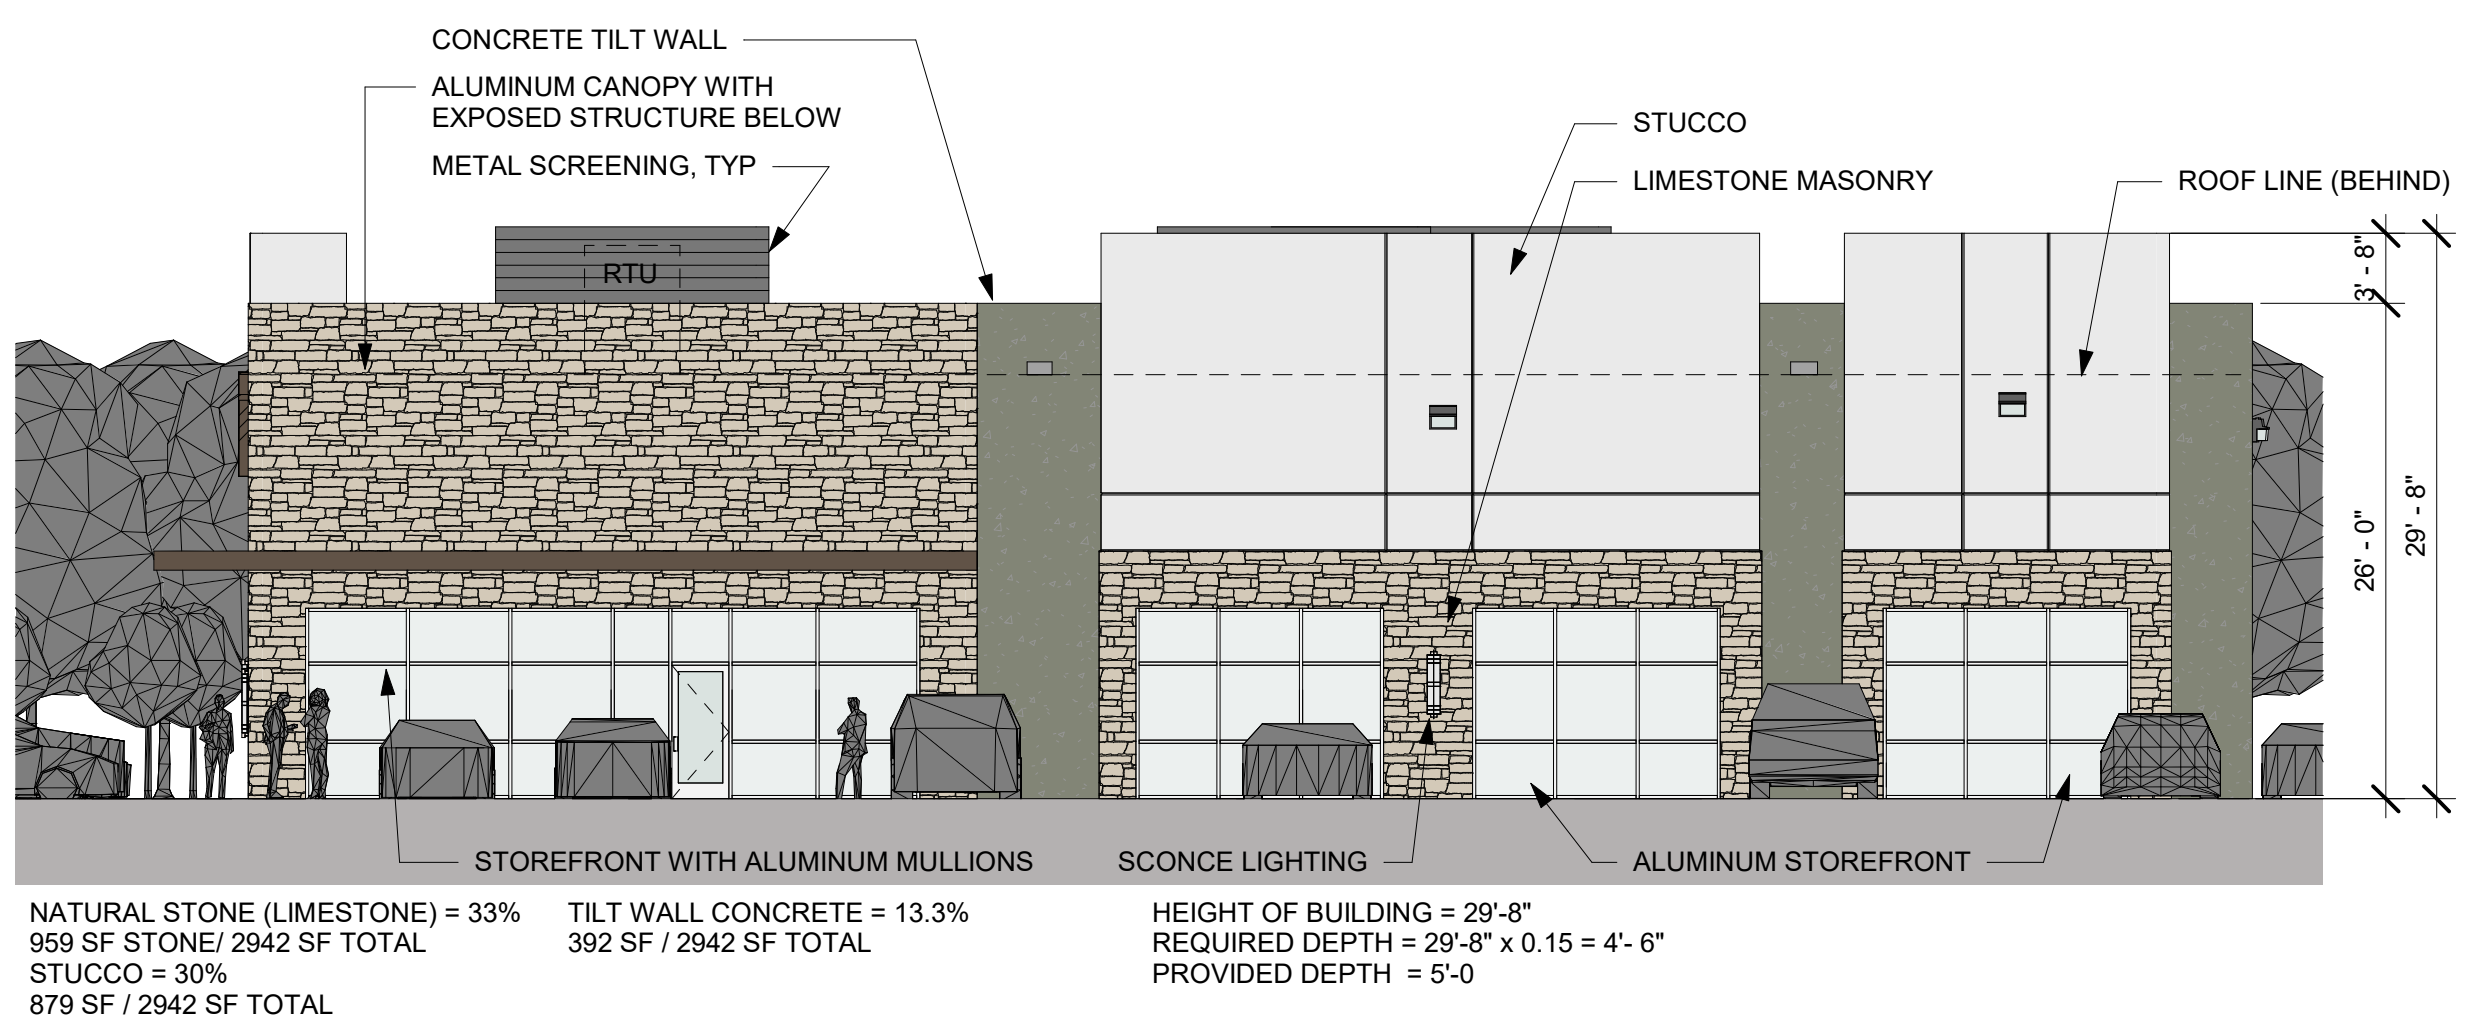 CONCRETE TILT WALL
ALUMINUM CANOPY WITH
EXPOSED STRUCTURE BELOW
METAL SCREENING, TYP
STUCCO
LIMESTONE MASONRY
ROOF LINE (BEHIND)
RTU
3' - 8"
26' - 0"
29' - 8"
STOREFRONT WITH ALUMINUM MULLIONS
SCONCE LIGHTING
ALUMINUM STOREFRONT
NATURAL STONE (LIMESTONE) = 33%
959 SF STONE/ 2942 SF TOTAL
STUCCO = 30%
879 SF / 2942 SF TOTAL
TILT WALL CONCRETE = 13.3%
392 SF / 2942 SF TOTAL
HEIGHT OF BUILDING = 29'-8"
REQUIRED DEPTH = 29'-8" x 0.15 = 4'- 6"
PROVIDED DEPTH = 5'-0